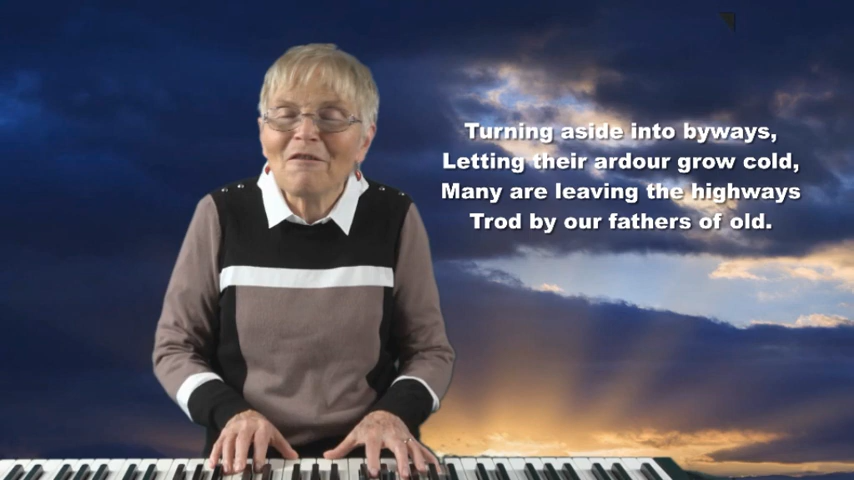 Turning aside into byways,
Letting their ardour grow cold,
Many are leaving the highways
Trod by our fathers of old.